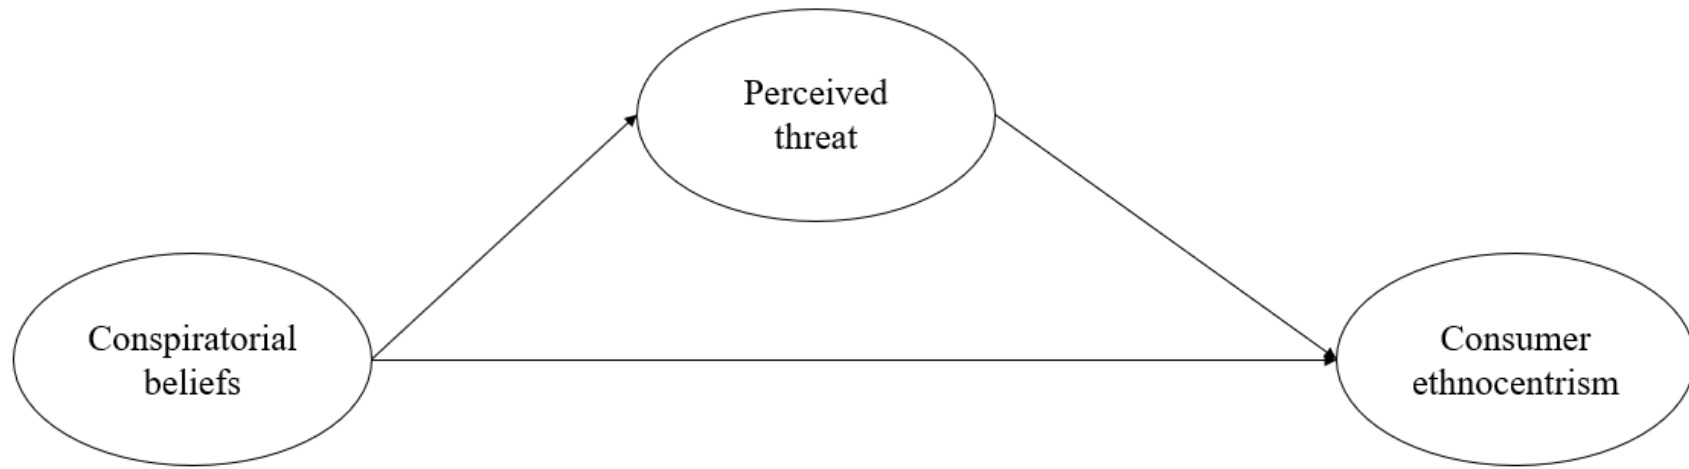 Perceived
threat
Conspiratorial
beliefs
Consumer
ethnocentrism